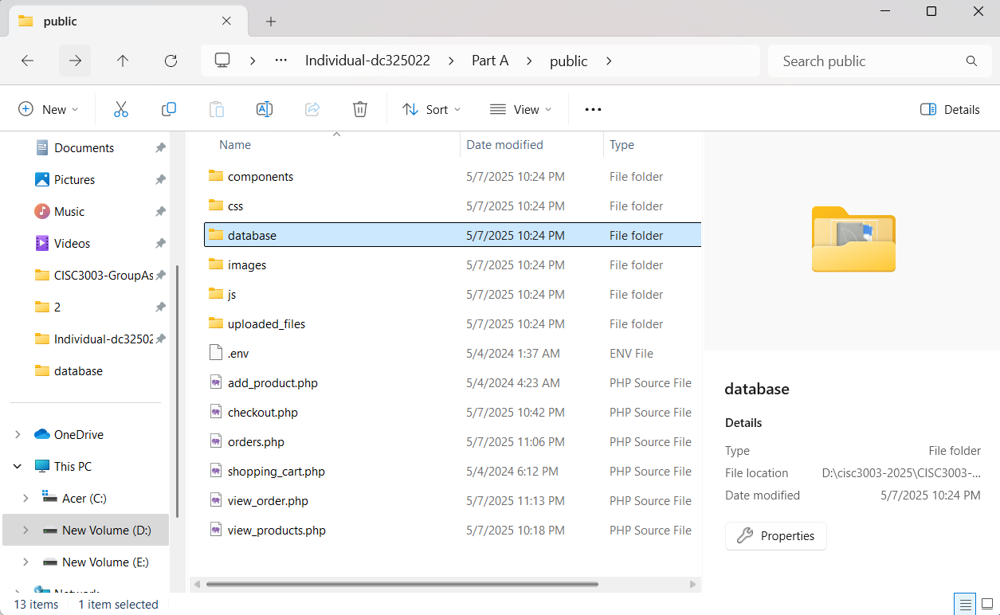 public
Individual-dc325022 Part A public
Search public
New Sort View Details
Documents
Pictures
Music
Videos
CISC3003-GroupAs
2
Individual-dc32502
database
OneDrive
This PC
Acer (C:)
New Volume (D:)
New Volume (E:)
Network
Name Date modified Type
components 5/7/2025 10:24 PM File folder
css 5/7/2025 10:24 PM File folder
database 5/7/2025 10:24 PM File folder
images 5/7/2025 10:24 PM File folder
js 5/7/2025 10:24 PM File folder
uploaded_files 5/7/2025 10:24 PM File folder
.env 5/4/2024 1:37 AM ENV File
add_product.php 5/4/2024 4:23 AM PHP Source File
checkout.php 5/7/2025 10:42 PM PHP Source File
orders.php 5/7/2025 11:06 PM PHP Source File
shopping_cart.php 5/4/2024 6:12 PM PHP Source File
view_order.php 5/7/2025 11:13 PM PHP Source File
view_products.php 5/7/2025 10:18 PM PHP Source File
database
Details
Type File folder
File location D:\cisc3003-2025\CISC3003-...
Date modified 5/7/2025 10:24 PM
Properties
13 items 1 item selected